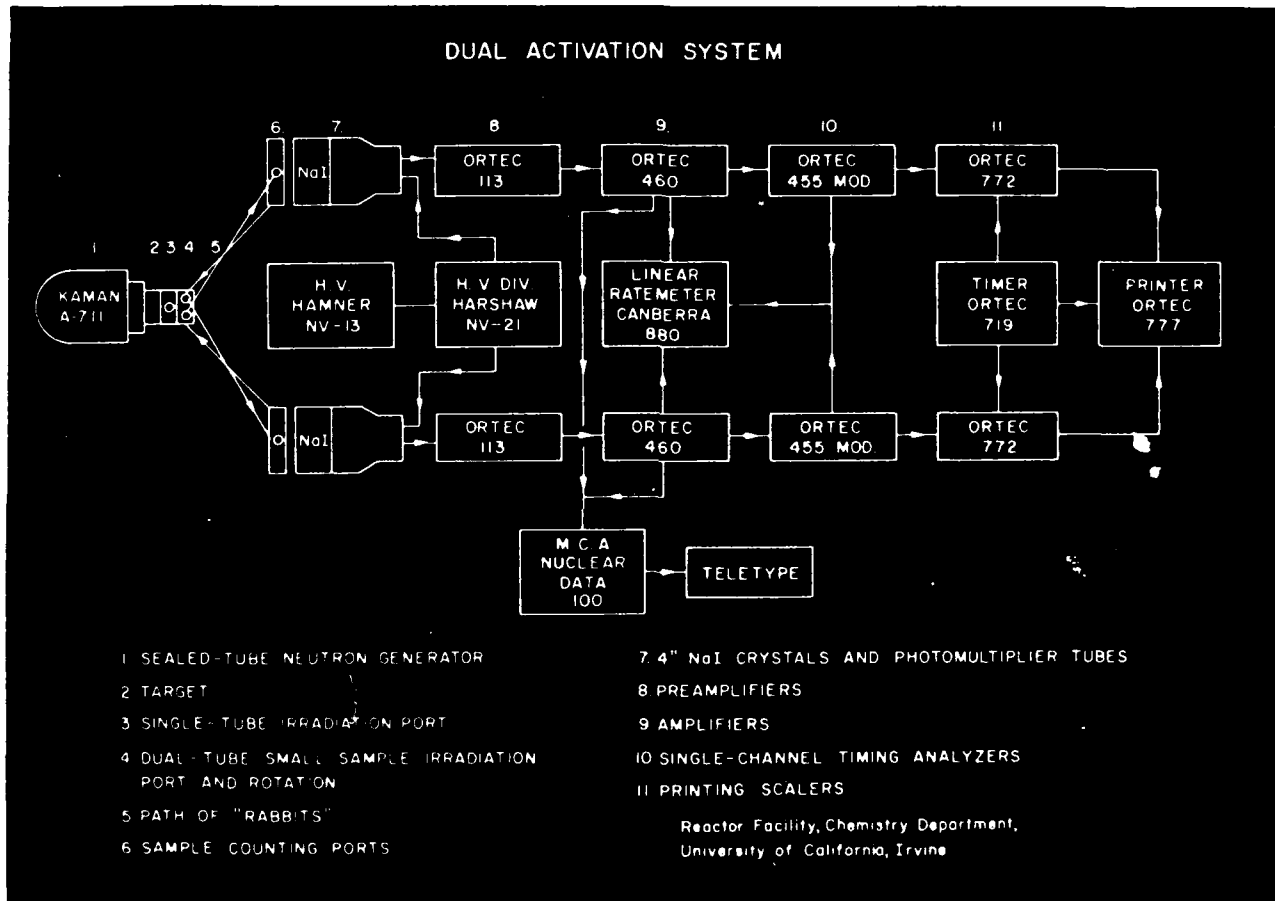 DUAL ACTIVATION SYSTEM
6. 7. 8 9. 10. 11
NaI
ORTEC
113
ORTEC
460
ORTEC
455 MOD
ORTEC
772
1 2 3 4 5
KAMAN
A-711
H.V.
HAMNER
NV-13
H.V DIV.
HARSHAW
NV-21
LINEAR
RATEMETER
CANBERRA
880
TIMER
ORTEC
719
PRINTER
ORTEC
777
NaI
ORTEC
113
ORTEC
460
ORTEC
455 MOD.
ORTEC
772
M.C.A
NUCLEAR
DATA
100
TELETYPE
1 SEALED-TUBE NEUTRON GENERATOR
2 TARGET
3 SINGLE-TUBE IRRADIATION PORT
4 DUAL-TUBE SMALL SAMPLE IRRADIATION
PORT AND ROTATION
5 PATH OF "RABBITS"
6 SAMPLE COUNTING PORTS
7. 4" NaI CRYSTALS AND PHOTOMULTIPLIER TUBES
8. PREAMPLIFIERS
9 AMPLIFIERS
10 SINGLE-CHANNEL TIMING ANALYZERS
11 PRINTING SCALERS
Reactor Facility, Chemistry Department,
University of California, Irvine